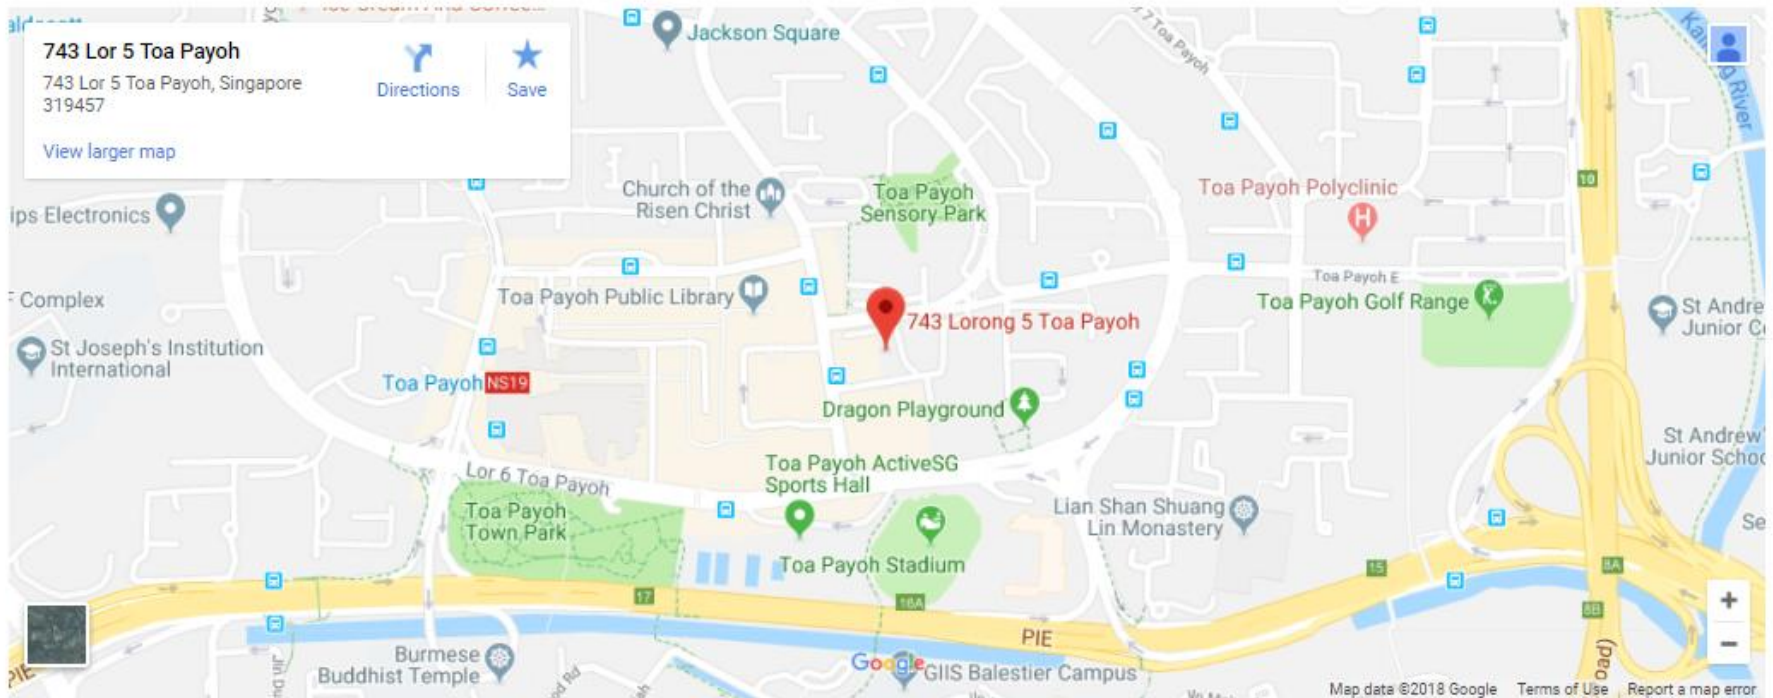 743 Lor 5 Toa Payoh
743 Lor 5 Toa Payoh, Singapore
319457
Directions
Save
View larger map
Jackson Square
7 Toa Payoh
River
Church of the
Risen Christ
Toa Payoh
Sensory Park
Toa Payoh Polyclinic
10
ips Electronics
Toa Payoh Public Library
Toa Payoh E
Toa Payoh Golf Range
F Complex
743 Lorong 5 Toa Payoh
St Andre
Junior C
St Joseph's Institution
International
Toa Payoh NS19
Dragon Playground
St Andrew'
Junior Schoo
Lor 6 Toa Payoh
Toa Payoh ActiveSG
Sports Hall
Toa Payoh
Town Park
Lian Shan Shuang
Lin Monastery
Se
Toa Payoh Stadium
15
8A
17
16A
8B
PIE
PIE
Burmese
Buddhist Temple
Google
GIIS Balestier Campus
oad)
Map data ©2018 Google
Terms of Use
Report a map error